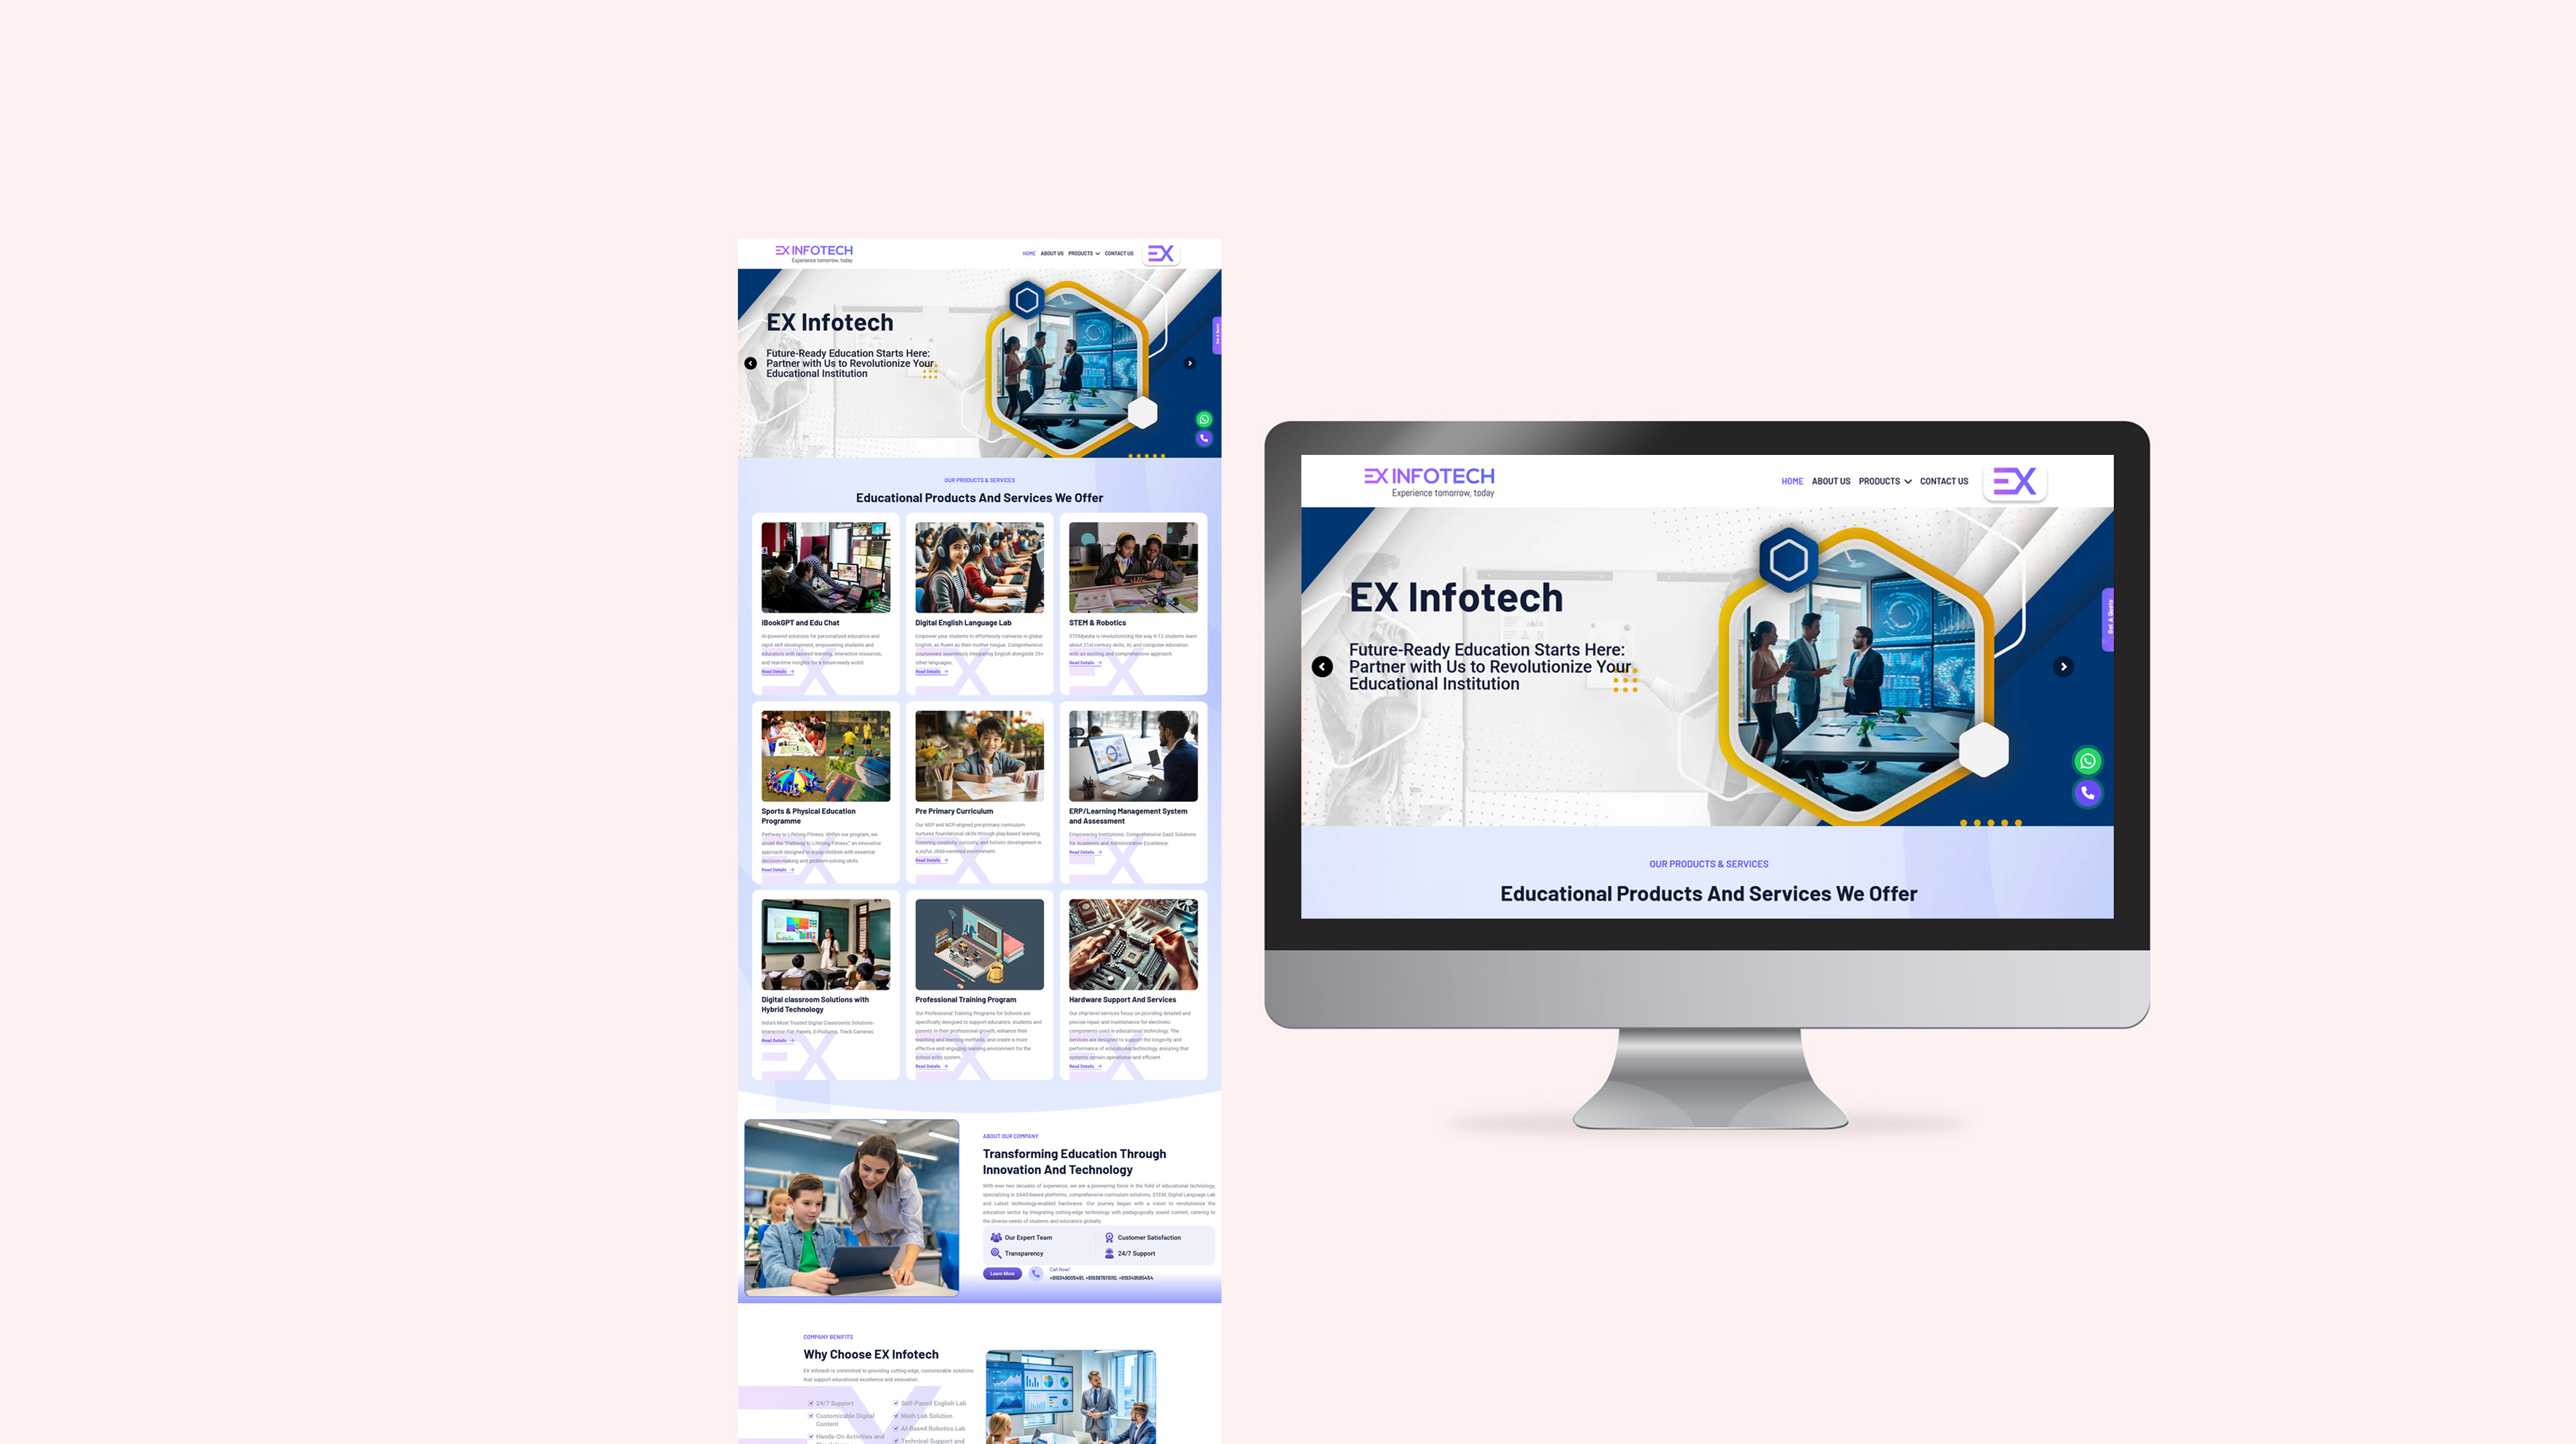 EX INFOTECH
Experience tomorrow, today
HOME ABOUT US PRODUCTS CONTACT US
EX
EX Infotech
Future-Ready Education Starts Here:
Partner with Us to Revolutionize Your
Educational Institution
Get A Quote
OUR PRODUCTS & SERVICES
Educational Products And Services We Offer
iBookGPT and Edu Chat
AI-powered solutions for personalized education and
rapid skill development, empowering students and
educators with tailored learning, interactive resources,
and real-time insights for a future-ready world.
Read Details
Digital English Language Lab
Empower your students to effortlessly converse in global
English, as fluent as their mother tongue. Comprehensive
courseware seamlessly integrating English alongside 25+
other languages.
Read Details
STEM & Robotics
STEMpedia is revolutionizing the way K-12 students learn
about 21st-century skills, AI, and computer education
with an exciting and comprehensive approach.
Read Details
Sports & Physical Education
Programme
Pathway to Lifelong Fitness: Within our program, we
unveil the "Pathway to Lifelong Fitness," an innovative
approach designed to equip children with essential
decision-making and problem-solving skills.
Read Details
Pre Primary Curriculum
Our NEP and NCP-aligned pre-primary curriculum
nurtures foundational skills through play-based learning,
fostering creativity, curiosity, and holistic development in
a joyful, child-centered environment.
Read Details
ERP/Learning Management System
and Assessment
Empowering Institutions: Comprehensive SaaS Solutions
for Academic and Administrative Excellence.
Read Details
Digital classroom Solutions with
Hybrid Technology
India's Most Trusted Digital Classrooms Solutions-
Interactive Flat Panels, E-Podiums, Track Cameras
Read Details
Professional Training Program
Our Professional Training Programs for Schools are
specifically designed to support educators, students and
parents in their professional growth, enhance their
teaching and learning methods, and create a more
effective and engaging learning environment for the
school echo system.
Read Details
Hardware Support And Services
Our chip-level services focus on providing detailed and
precise repair and maintenance for electronic
components used in educational technology. The
services are designed to support the longevity and
performance of educational technology, ensuring that
systems remain operational and efficient.
Read Details
ABOUT OUR COMPANY
Transforming Education Through
Innovation And Technology
With over two decades of experience, we are a pioneering force in the field of educational technology,
specializing in SAAS-based platforms, comprehensive curriculum solutions, STEM, Digital Language Lab
and Latest technology-enabled hardwares. Our journey began with a vision to revolutionize the
education sector by integrating cutting-edge technology with pedagogically sound content, catering to
the diverse needs of students and educators globally.
Our Expert Team
Customer Satisfaction
Transparency
24/7 Support
Learn More
Call Now!
COMPANY BENIFITS
Why Choose EX Infotech
EX Infotech is committed to providing cutting-edge, customizable solutions
that support educational excellence and innovation.
24/7 Support
Customizable Digital
Content
Hands-On Activities and
Self-Paced English Lab
Math Lab Solution
AI-Based Robotics Lab
Technical Support and
EX INFOTECH
Experience tomorrow, today
HOME ABOUT US PRODUCTS CONTACT US
EX
EX Infotech
Future-Ready Education Starts Here:
Partner with Us to Revolutionize Your
Educational Institution
Get A Quote
OUR PRODUCTS & SERVICES
Educational Products And Services We Offer